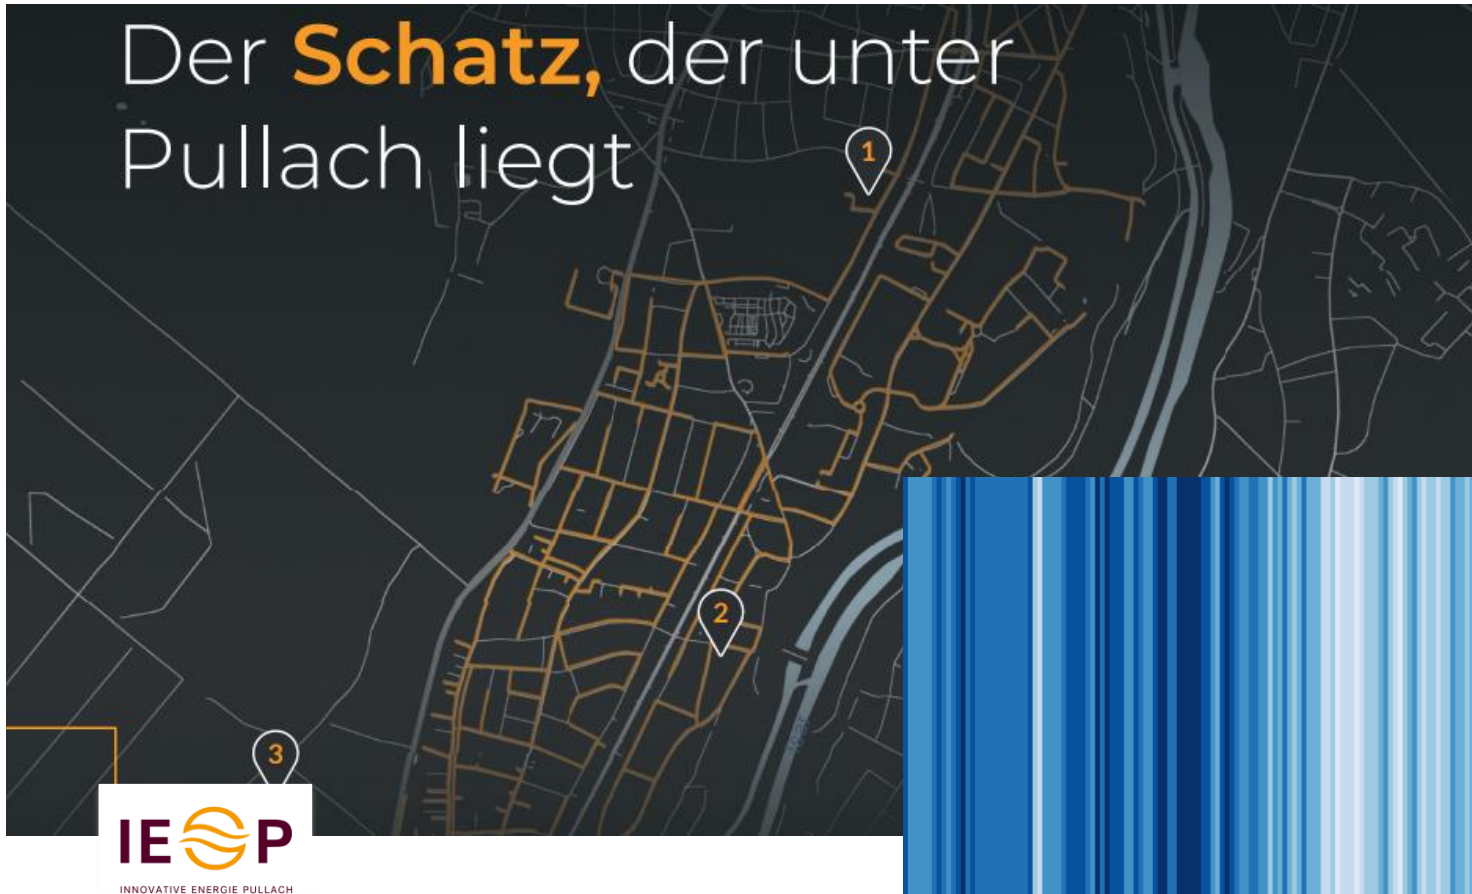 Der Schatz, der unter
Pullach liegt
1
2
3
IEP
INNOVATIVE ENERGIE PULLACH